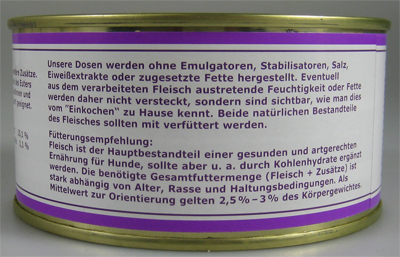 Unsere Dosen werden ohne Emulgatoren, Stabilisatoren, Salz,
Eiweißextrakte oder zugesetzte Fette hergestellt. Eventuell
aus dem verarbeiteten Fleisch austretende Feuchtigkeit oder Fette
werden daher nicht versteckt, sondern sind sichtbar, wie man dies
vom "Einkochen" zu Hause kennt. Beide natürlichen Bestandteile
des Fleisches sollten mit verfüttert werden.
Fütterungsempfehlung:
Fleisch ist der Hauptbestandteil einer gesunden und artgerechten
Ernährung für Hunde, sollte aber u. a. durch Kohlenhydrate ergänzt
werden. Die benötigte Gesamtfuttermenge (Fleisch + Zusätze) ist
stark abhängig von Alter, Rasse und Haltungsbedingungen. Als
Mittelwert zur Orientierung gelten 2,5%–3% des Körpergewichtes.